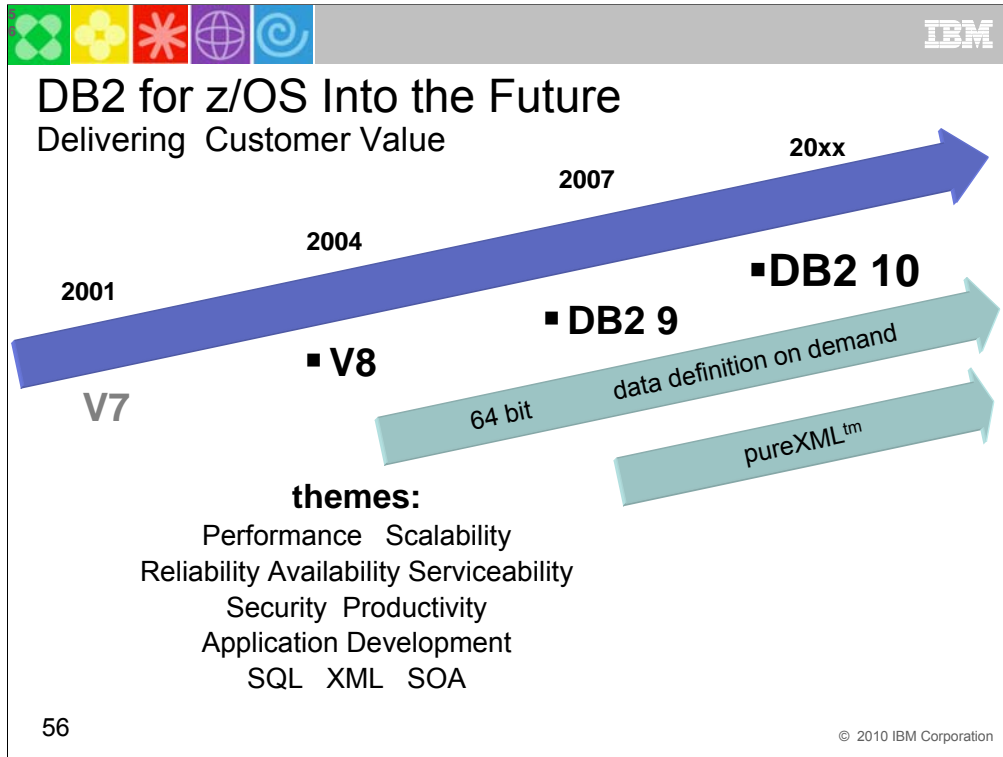 5
6
IBM
DB2 for z/OS Into the Future
Delivering Customer Value
20xx
2007
2004
2001
▪DB2 10
▪ DB2 9
▪ V8
V7
64 bit data definition on demand
pureXMLtm
themes:
Performance Scalability
Reliability Availability Serviceability
Security Productivity
Application Development
SQL XML SOA
56
© 2010 IBM Corporation